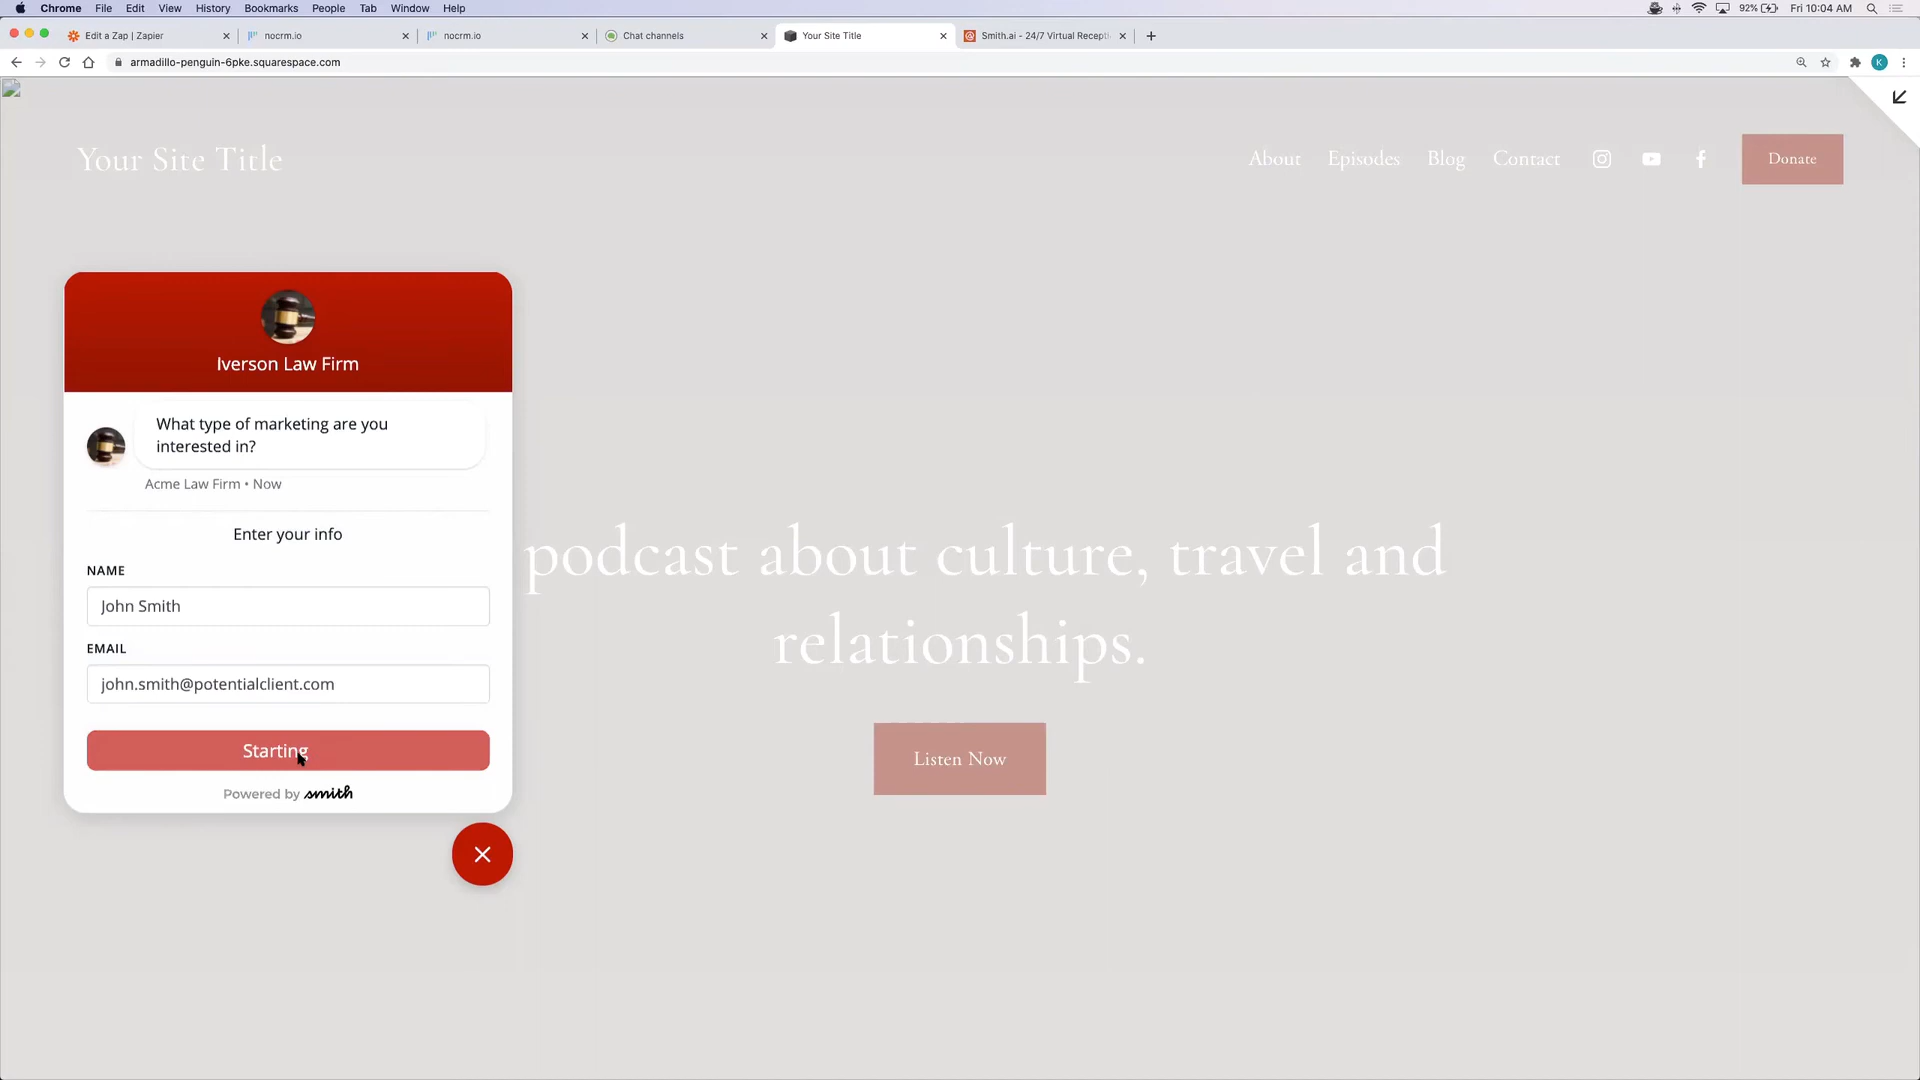 Chrome File Edit View History Bookmarks People Tab Window Help 92% Fri 10:04 AM
Edit a Zap | Zapier nocrm.io nocrm.io Chat channels Your Site Title Smith.ai - 24/7 Virtual Recepti
armadillo-penguin-6pke.squarespace.com K
Your Site Title About Episodes Blog Contact Donate
Iverson Law Firm
What type of marketing are you
interested in?
Acme Law Firm • Now
Enter your info
NAME
John Smith
EMAIL
john.smith@potentialclient.com
Starting
Powered by smith
podcast about culture, travel and
relationships.
Listen Now